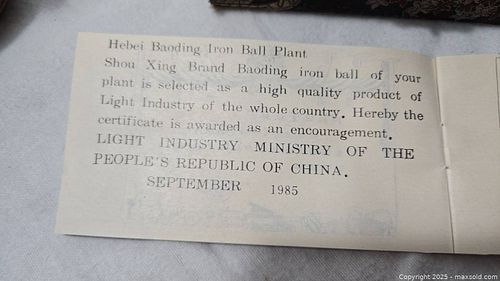 Hebei Baoding Iron Ball Plant
Shou Xing Brand Baoding iron ball of your
plant is selected as a high quality product of
Light Industry of the whole country. Hereby the
certificate is awarded as an encouragement.
LIGHT INDUSTRY MINISTRY OF THE
PEOPLE'S REPUBLIC OF CHINA.
SEPTEMBER 1985
Copyright © 2025 - maxsold.com